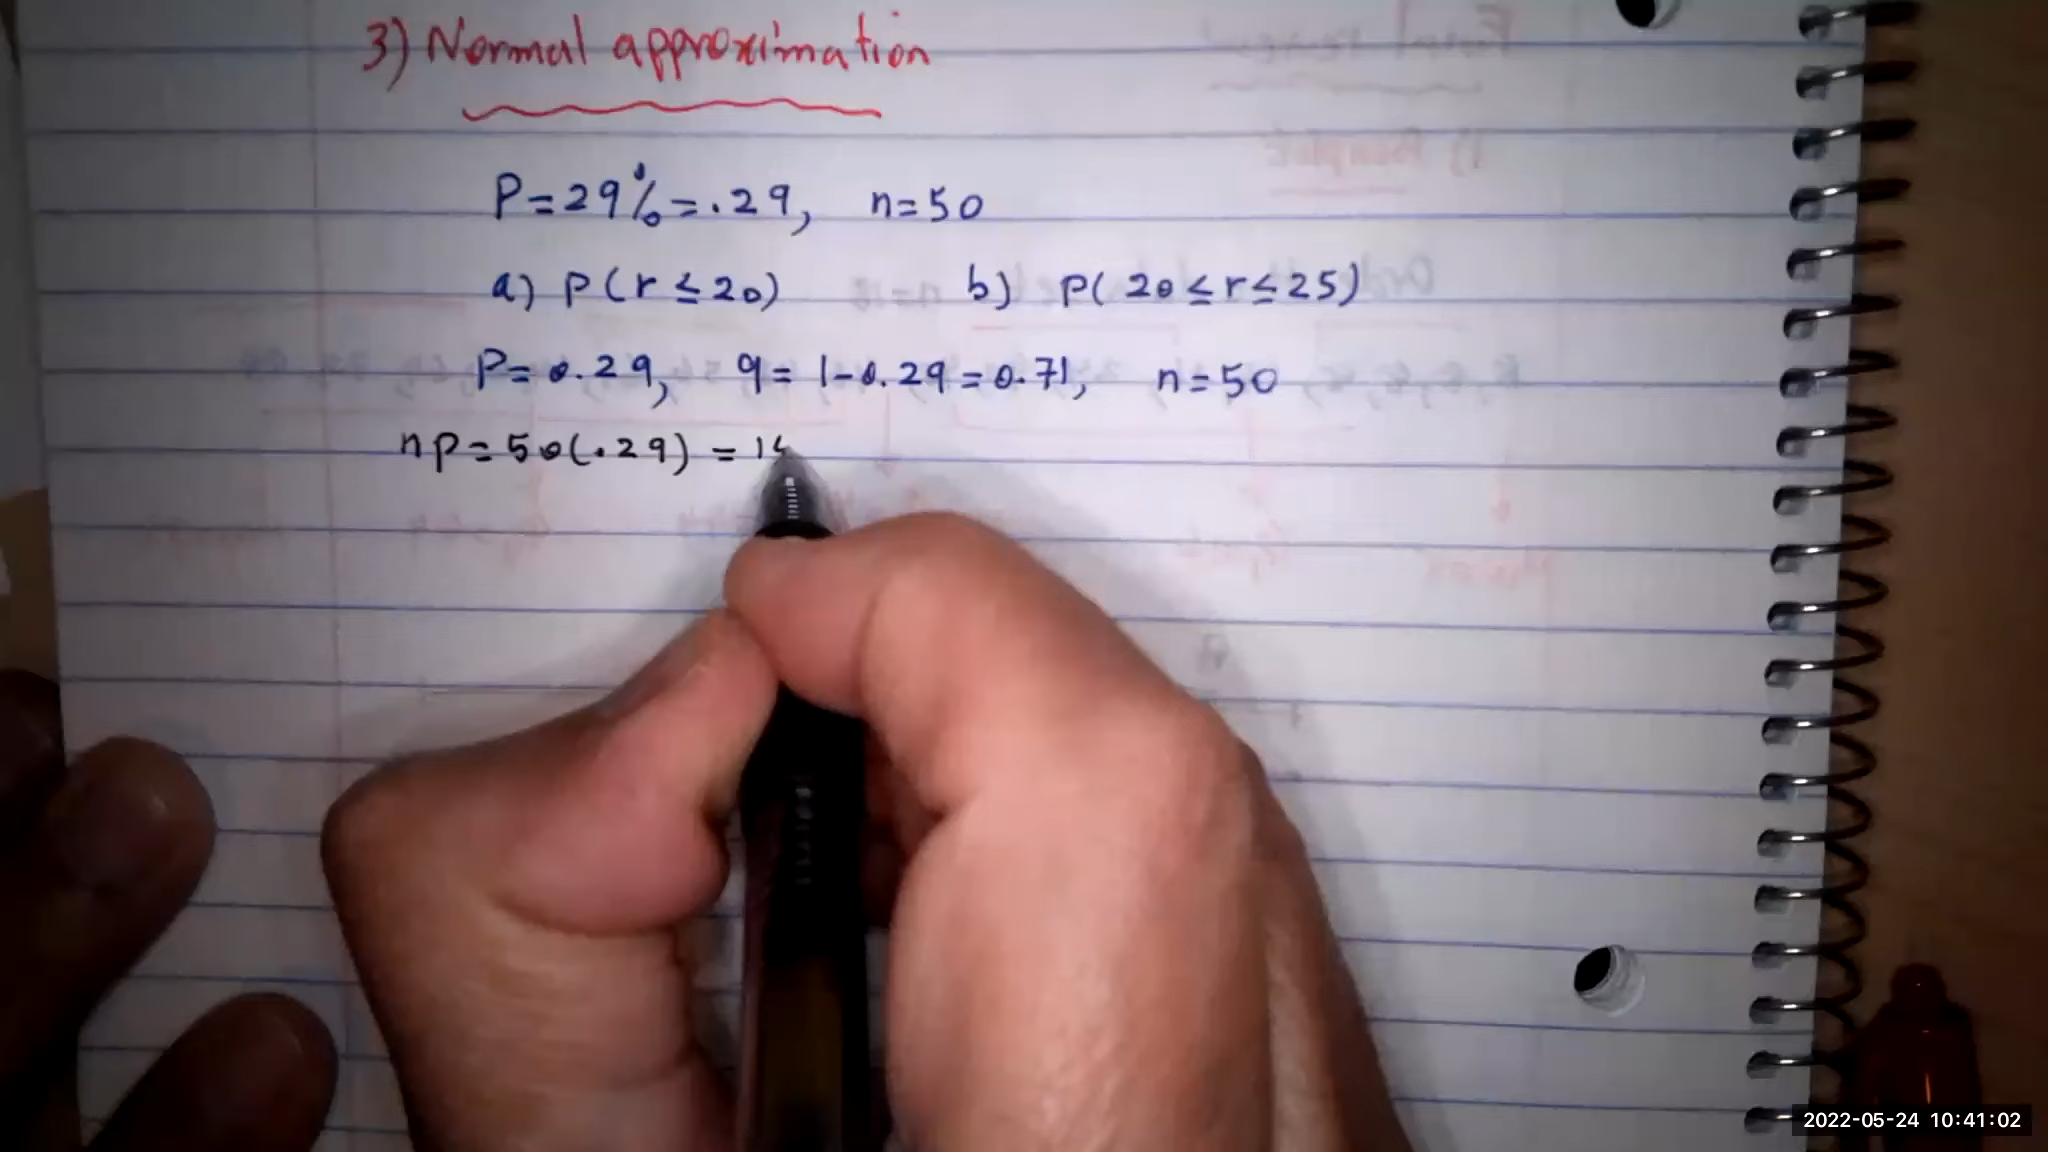 3) Normal approximation
P=29%=.29, n=50
a) P(r≤20) b) P(20≤r≤25)
P=0.29, q=1-0.29=0.71, n=50
np=50(.29)=14
2022-05-24 10:41:02